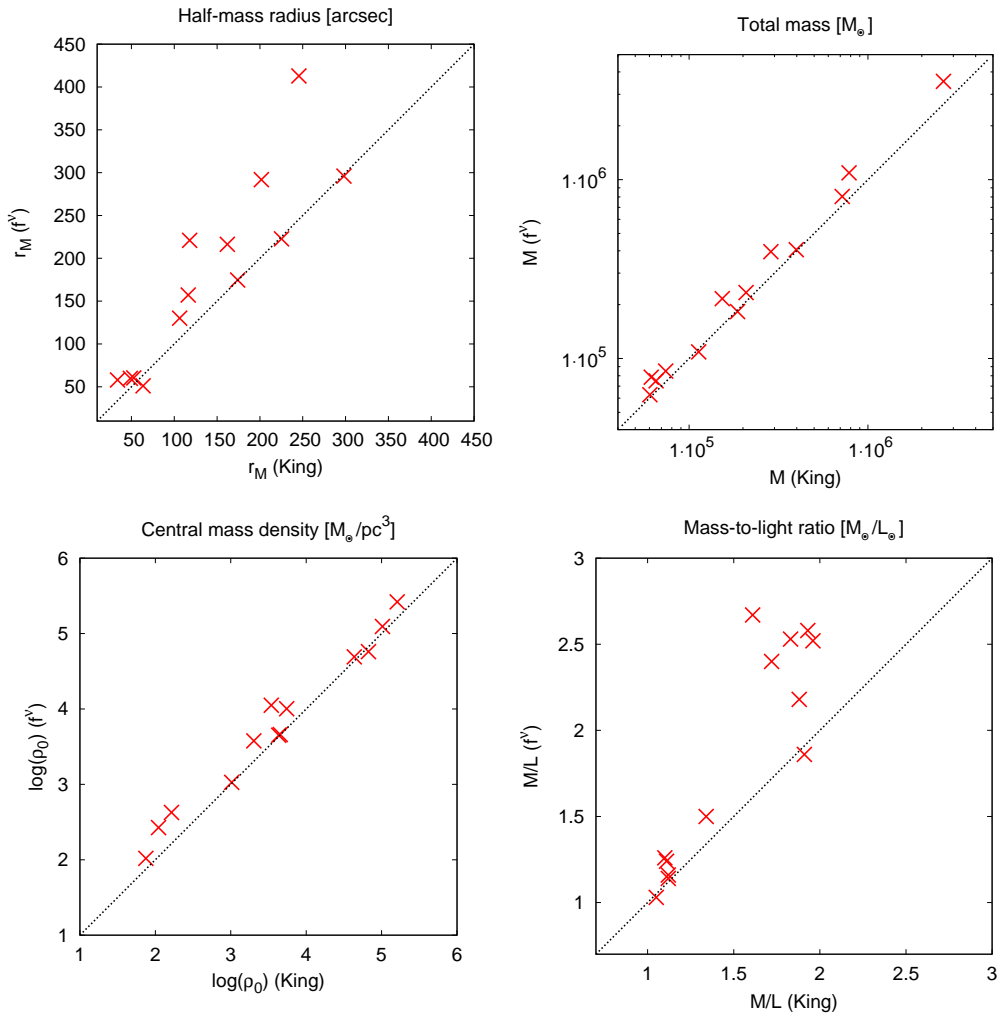 Half-mass radius [arcsec]
450
400
350
300
250
200
150
100
50
r_M (f^ν)
50 100 150 200 250 300 350 400 450
r_M (King)
Total mass [M_⊙]
1·10^6
1·10^5
M (f^ν)
1·10^5 1·10^6
M (King)
Central mass density [M_⊙/pc^3]
6
5
4
3
2
1
log(ρ_0) (f^ν)
1 2 3 4 5 6
log(ρ_0) (King)
Mass-to-light ratio [M_⊙/L_⊙]
3
2.5
2
1.5
1
M/L (f^ν)
1 1.5 2 2.5 3
M/L (King)